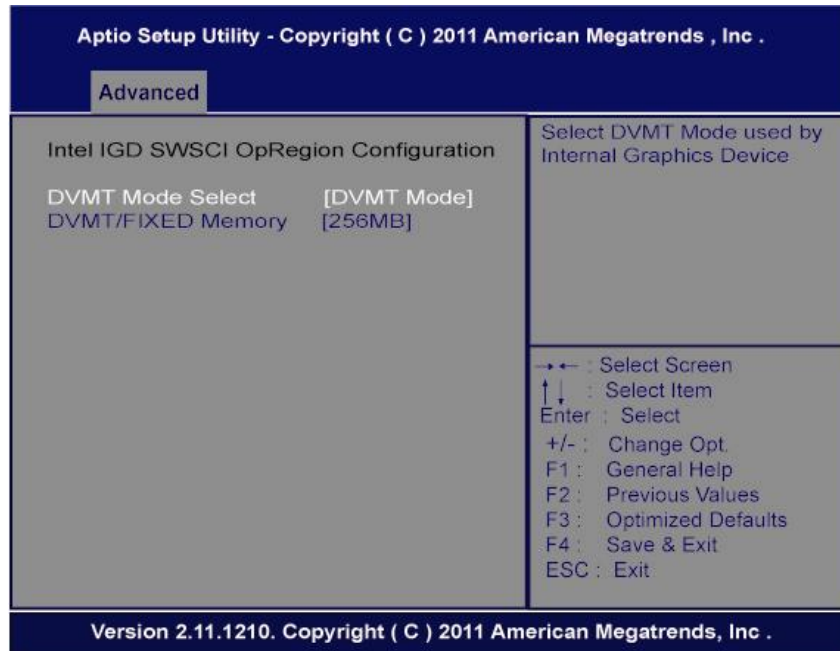 Aptio Setup Utility - Copyright ( C ) 2011 American Megatrends , Inc .
Advanced
Intel IGD SWSCI OpRegion Configuration
DVMT Mode Select [DVMT Mode]
DVMT/FIXED Memory [256MB]
Select DVMT Mode used by
Internal Graphics Device
→ ← : Select Screen
↑↓ : Select Item
Enter : Select
+/- : Change Opt.
F1 : General Help
F2 : Previous Values
F3 : Optimized Defaults
F4 : Save & Exit
ESC : Exit
Version 2.11.1210. Copyright ( C ) 2011 American Megatrends, Inc .